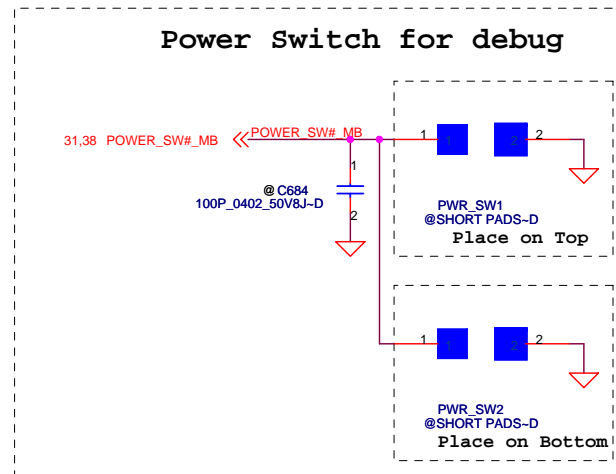 Power Switch for debug
31,38 POWER_SW#_MB
POWER_SW#_MB
1
1
2
2
1
@ C684
100P_0402_50V8J~D
2
PWR_SW1
@SHORT PADS~D
Place on Top
1
1
2
2
PWR_SW2
@SHORT PADS~D
Place on Bottom